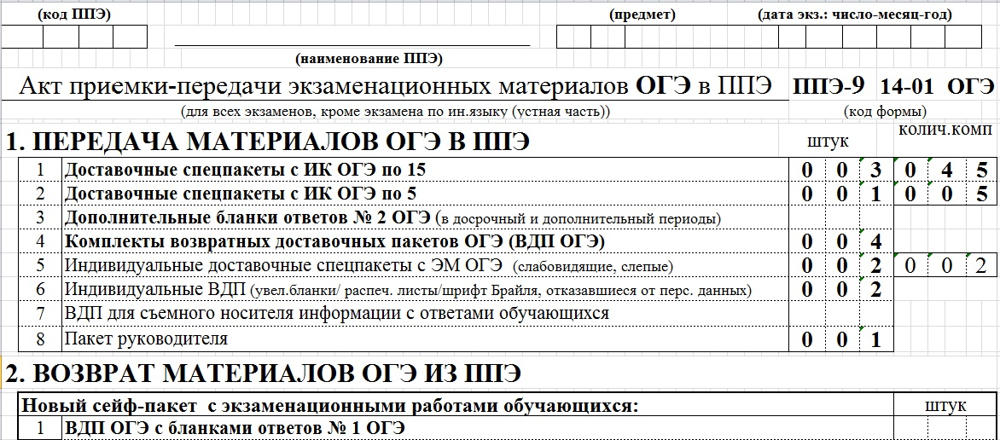 (код ППЭ) (предмет) (дата экз.: число-месяц-год)
(наименование ППЭ)
Акт приемки-передачи экзаменационных материалов ОГЭ в ППЭ ППЭ-9 14-01 ОГЭ
(для всех экзаменов, кроме экзамена по ин.языку (устная часть)) (код формы)
1. ПЕРЕДАЧА МАТЕРИАЛОВ ОГЭ В ППЭ штук колич.комп
1 Доставочные спецпакеты с ИК ОГЭ по 15 0 0 3 0 4 5
2 Доставочные спецпакеты с ИК ОГЭ по 5 0 0 1 0 0 5
3 Дополнительные бланки ответов № 2 ОГЭ (в досрочный и дополнительный периоды)
4 Комплекты возвратных доставочных пакетов ОГЭ (ВДП ОГЭ) 0 0 4
5 Индивидуальные доставочные спецпакеты с ЭМ ОГЭ (слабовидящие, слепые) 0 0 2 0 0 2
6 Индивидуальные ВДП (увел.бланки/ распеч. листы/шрифт Брайля, отказавшиеся от перс. данных) 0 0 2
7 ВДП для съемного носителя информации с ответами обучающихся
8 Пакет руководителя 0 0 1
2. ВОЗВРАТ МАТЕРИАЛОВ ОГЭ ИЗ ППЭ
Новый сейф-пакет с экзаменационными работами обучающихся: штук
1 ВДП ОГЭ с бланками ответов № 1 ОГЭ